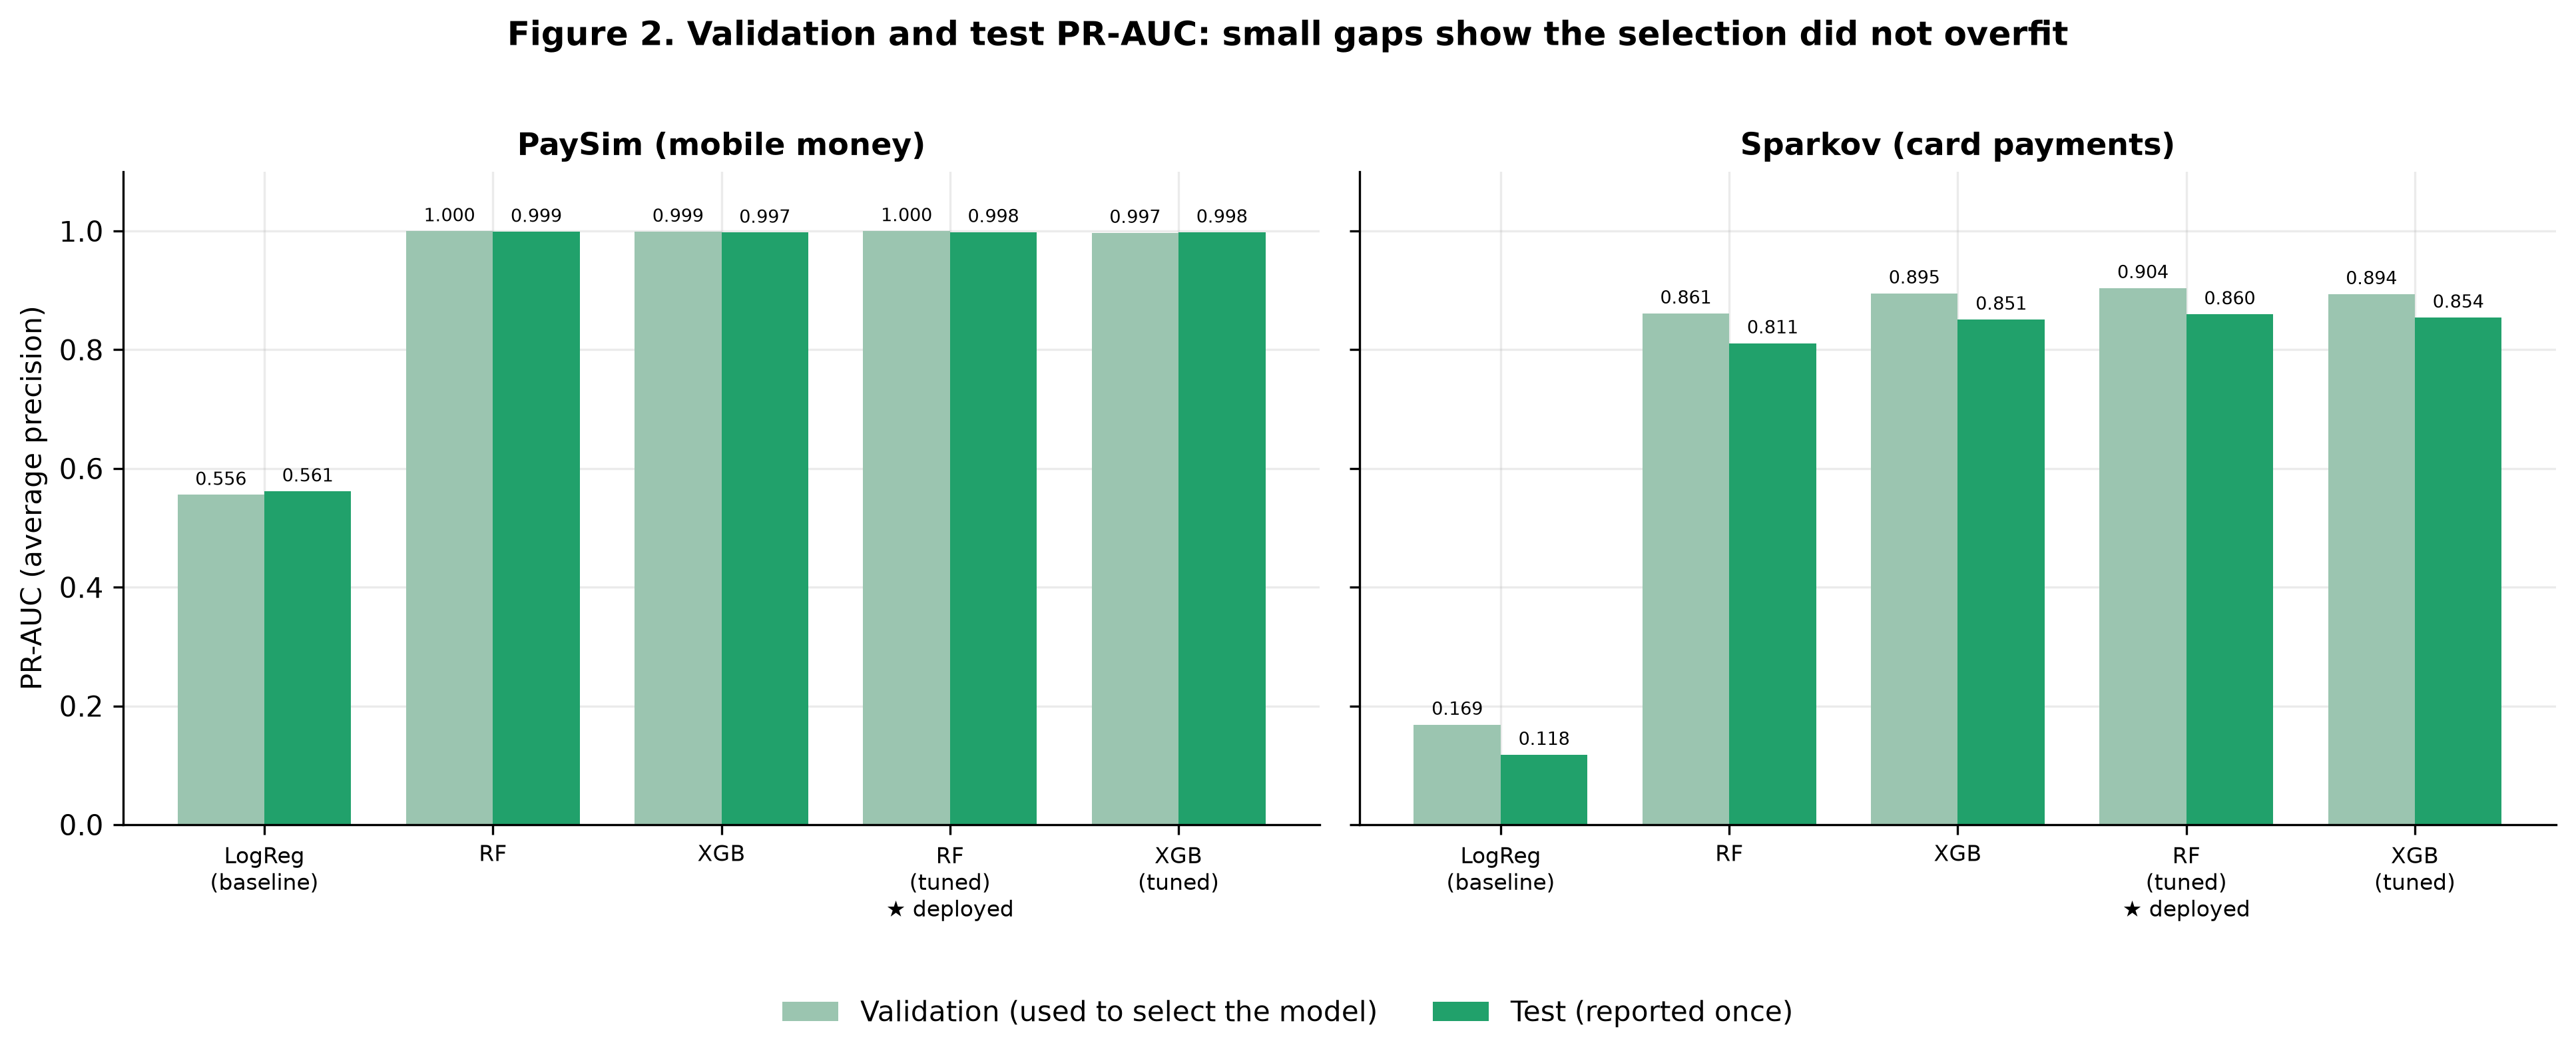 Figure 2. Validation and test PR-AUC: small gaps show the selection did not overfit
PaySim (mobile money)
PR-AUC (average precision)
1.0
0.8
0.6
0.4
0.2
0.0
0.556
0.561
1.000
0.999
0.999
0.997
1.000
0.998
0.997
0.998
LogReg
(baseline)
RF
XGB
RF
(tuned)
★ deployed
XGB
(tuned)
Sparkov (card payments)
0.169
0.118
0.861
0.811
0.895
0.851
0.904
0.860
0.894
0.854
LogReg
(baseline)
RF
XGB
RF
(tuned)
★ deployed
XGB
(tuned)
Validation (used to select the model)
Test (reported once)